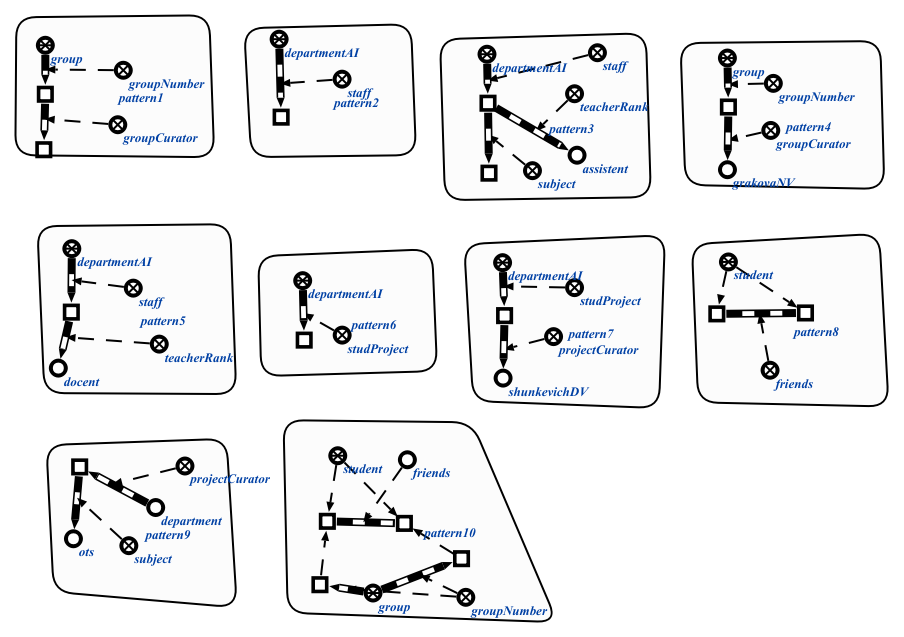 group
groupNumber
pattern1
groupCurator
departmentAI
staff
pattern2
departmentAI
staff
teacherRank
pattern3
assistent
subject
group
groupNumber
pattern4
groupCurator
grakovaNV
departmentAI
staff
pattern5
teacherRank
docent
departmentAI
pattern6
studProject
departmentAI
studProject
pattern7
projectCurator
shunkevichDV
student
pattern8
friends
projectCurator
department
pattern9
ots
subject
student
friends
pattern10
group
groupNumber